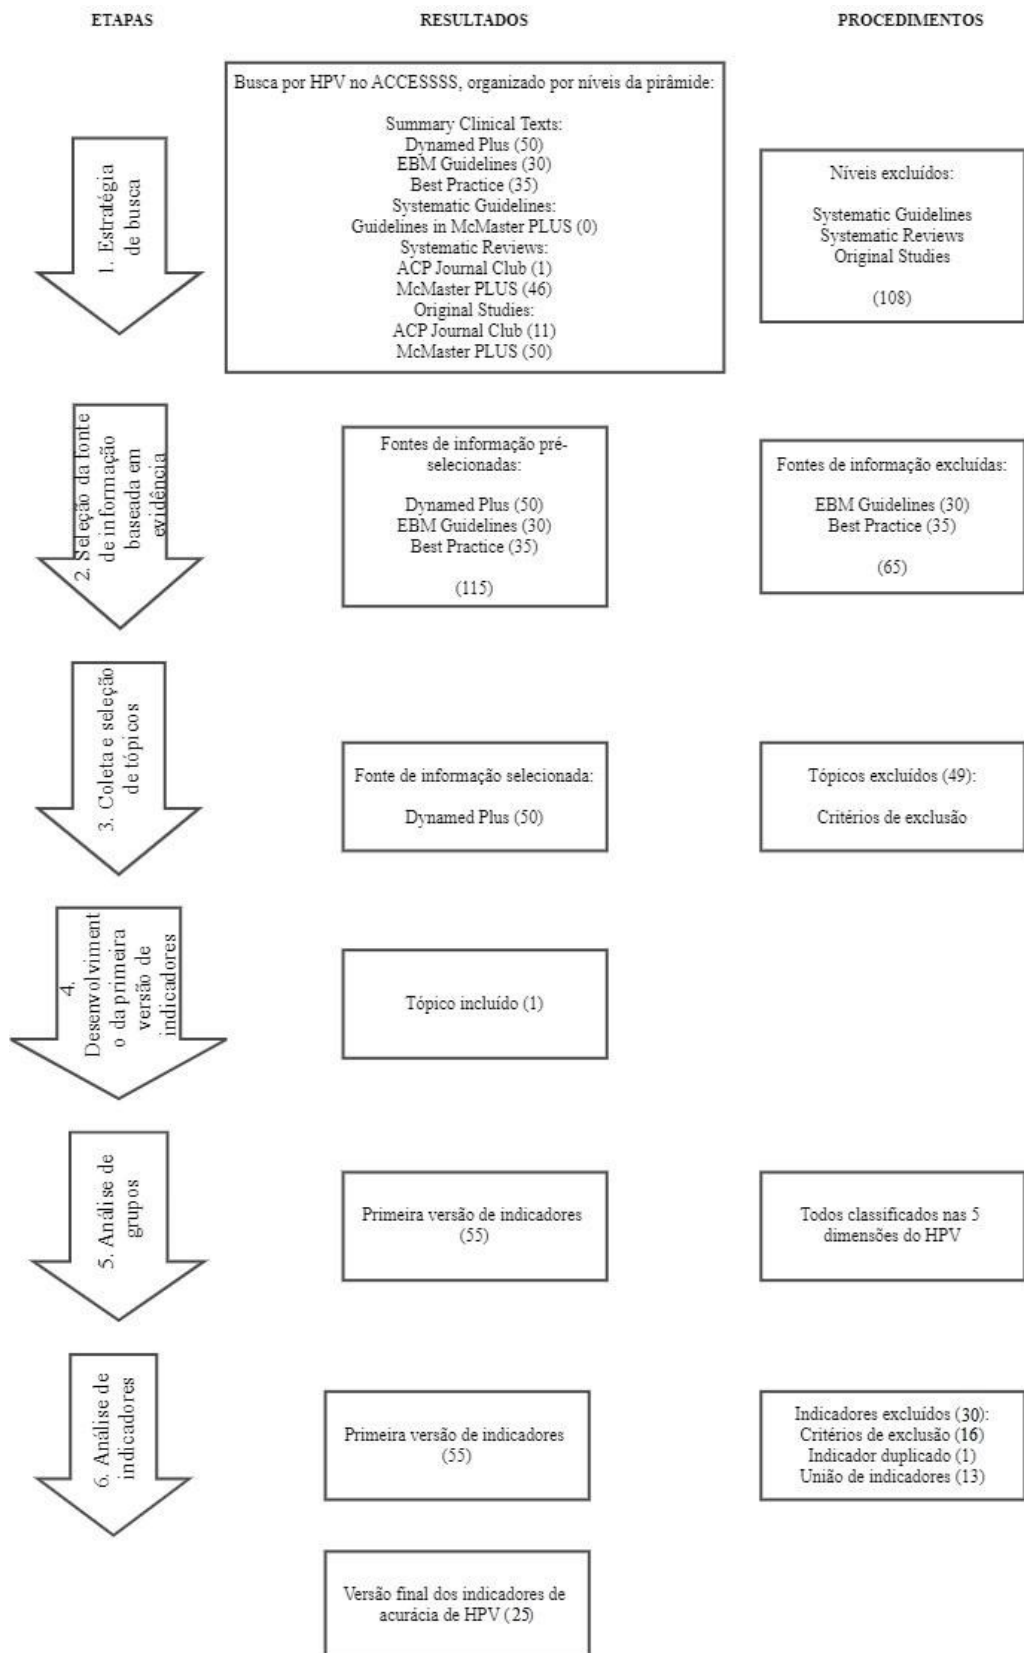 ETAPAS
RESULTADOS
PROCEDIMENTOS
1. Estratégia
de busca
Busca por HPV no ACCESSSS, organizado por níveis da pirâmide:
Summary Clinical Texts:
Dynamed Plus (50)
EBM Guidelines (30)
Best Practice (35)
Systematic Guidelines:
Guidelines in McMaster PLUS (0)
Systematic Reviews:
ACP Journal Club (1)
McMaster PLUS (46)
Original Studies:
ACP Journal Club (11)
McMaster PLUS (50)
Níveis excluídos:
Systematic Guidelines
Systematic Reviews
Original Studies
(108)
2. Seleção da fonte
de informação
baseada em
evidência
Fontes de informação pré-
selecionadas:
Dynamed Plus (50)
EBM Guidelines (30)
Best Practice (35)
(115)
Fontes de informação excluídas:
EBM Guidelines (30)
Best Practice (35)
(65)
3. Coleta e seleção
de tópicos
Fonte de informação selecionada:
Dynamed Plus (50)
Tópicos excluídos (49):
Critérios de exclusão
4.
Desenvolviment
o da primeira
versão de
indicadores
Tópico incluído (1)
5. Análise de
grupos
Primeira versão de indicadores
(55)
Todos classificados nas 5
dimensões do HPV
6. Análise de
indicadores
Primeira versão de indicadores
(55)
Indicadores excluídos (30):
Critérios de exclusão (16)
Indicador duplicado (1)
União de indicadores (13)
Versão final dos indicadores de
acurácia de HPV (25)